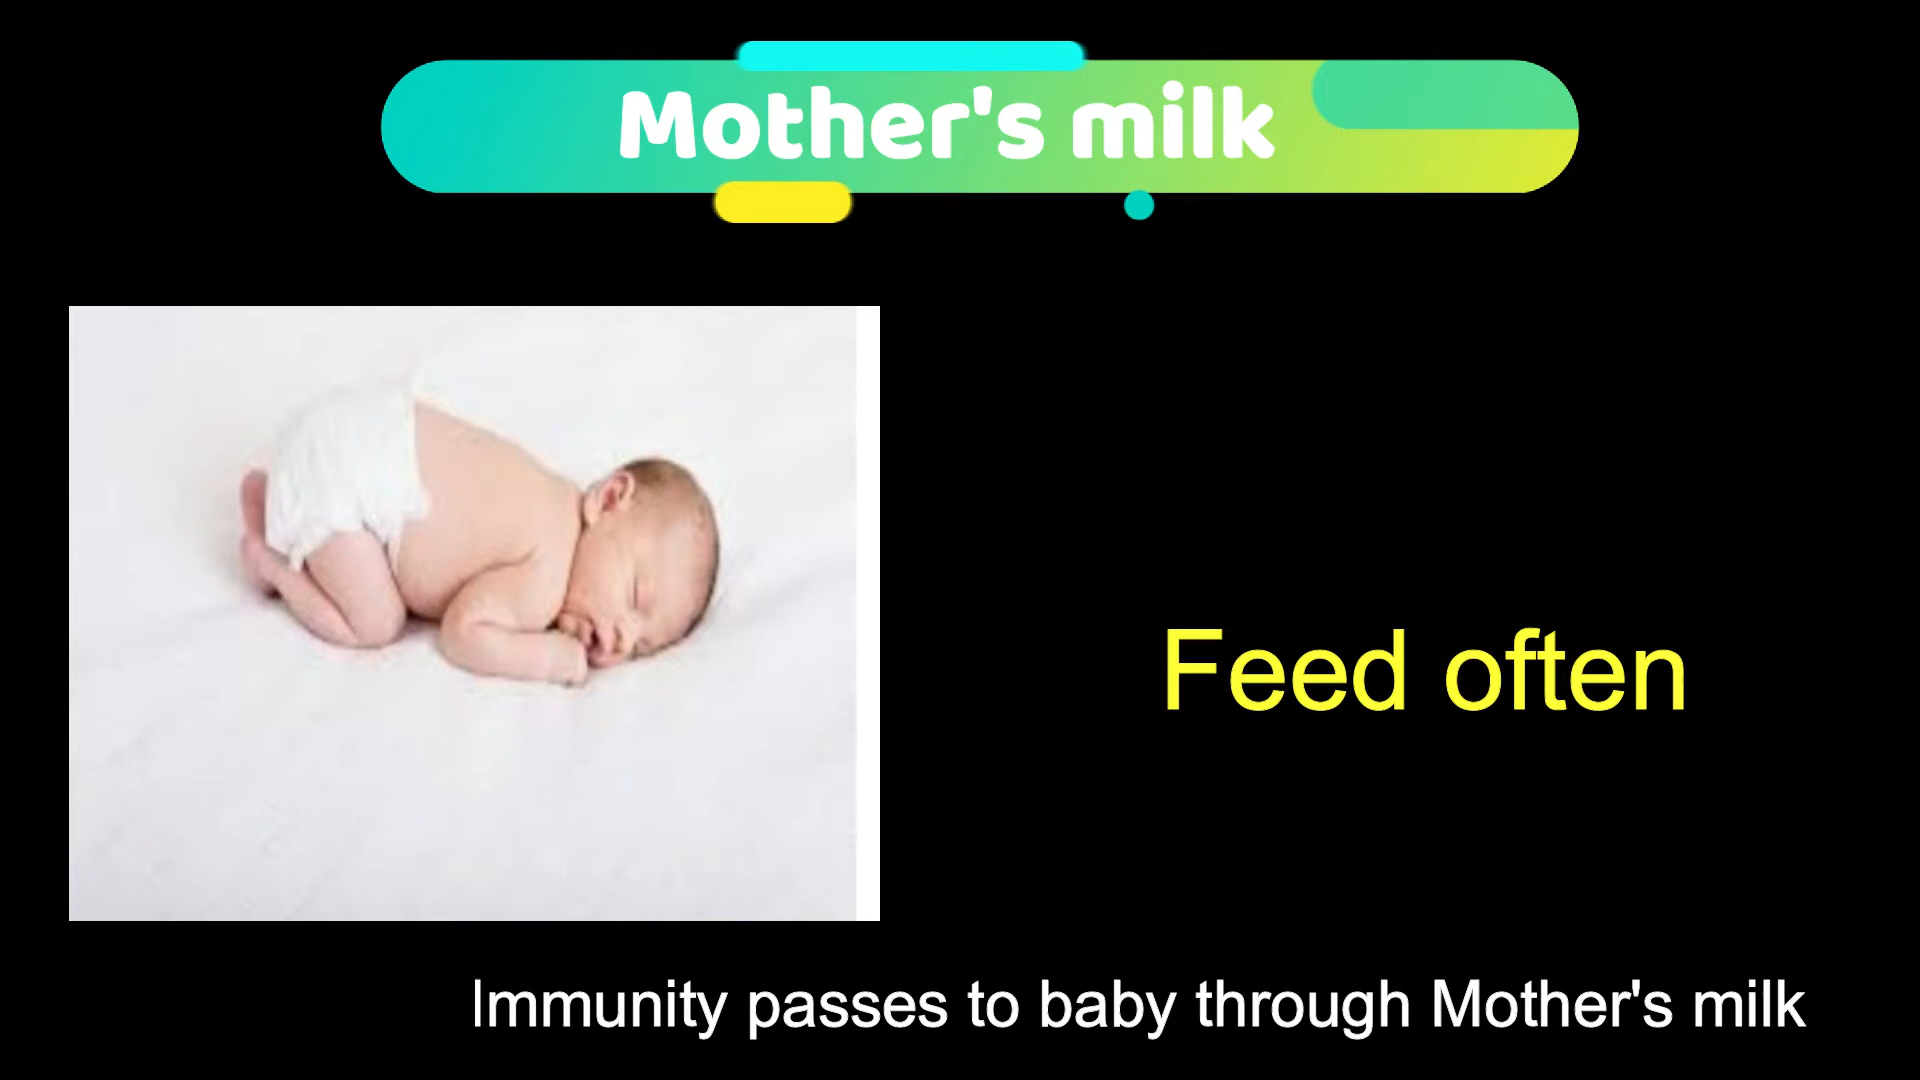 Mother's milk
Feed often
Immunity passes to baby through Mother's milk